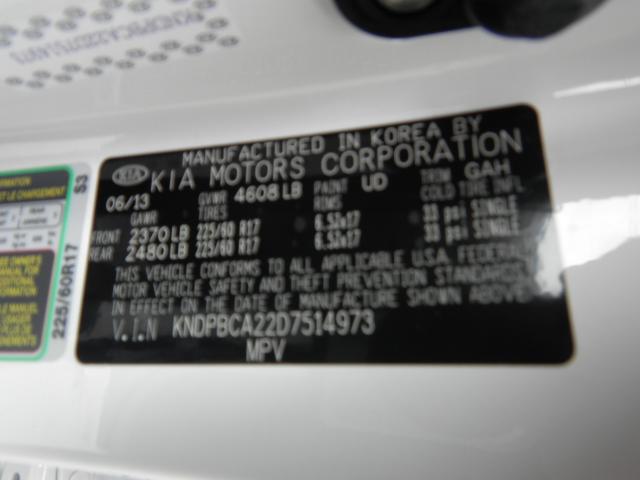 MANUFACTURED IN KOREA BY
KIA KIA MOTORS CORPORATION
06/13 GVWR 4608 LB PAINT UD TRIM GAH
GAWR TIRES RIMS COLD TIRE INFL
FRONT 2370 LB 225/60 R17 6.5Jx17 33 psi SINGLE
REAR 2480 LB 225/60 R17 6.5Jx17 33 psi SINGLE
THIS VEHICLE CONFORMS TO ALL APPLICABLE U.S.A. FEDERAL
MOTOR VEHICLE SAFETY AND THEFT PREVENTION STANDARDS
IN EFFECT ON THE DATE OF MANUFACTURE SHOWN ABOVE
V.I.N KNDPBCA22D7514973
MPV
225/60R17 S3